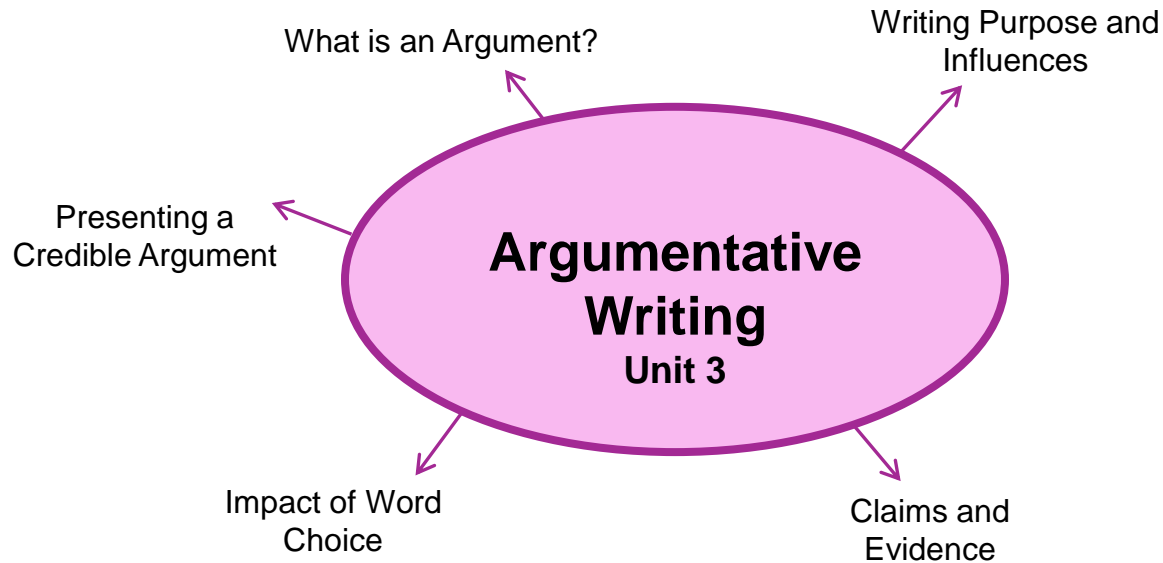 What is an Argument?
Writing Purpose and
Influences
Presenting a
Credible Argument
Argumentative
Writing
Unit 3
Impact of Word
Choice
Claims and
Evidence